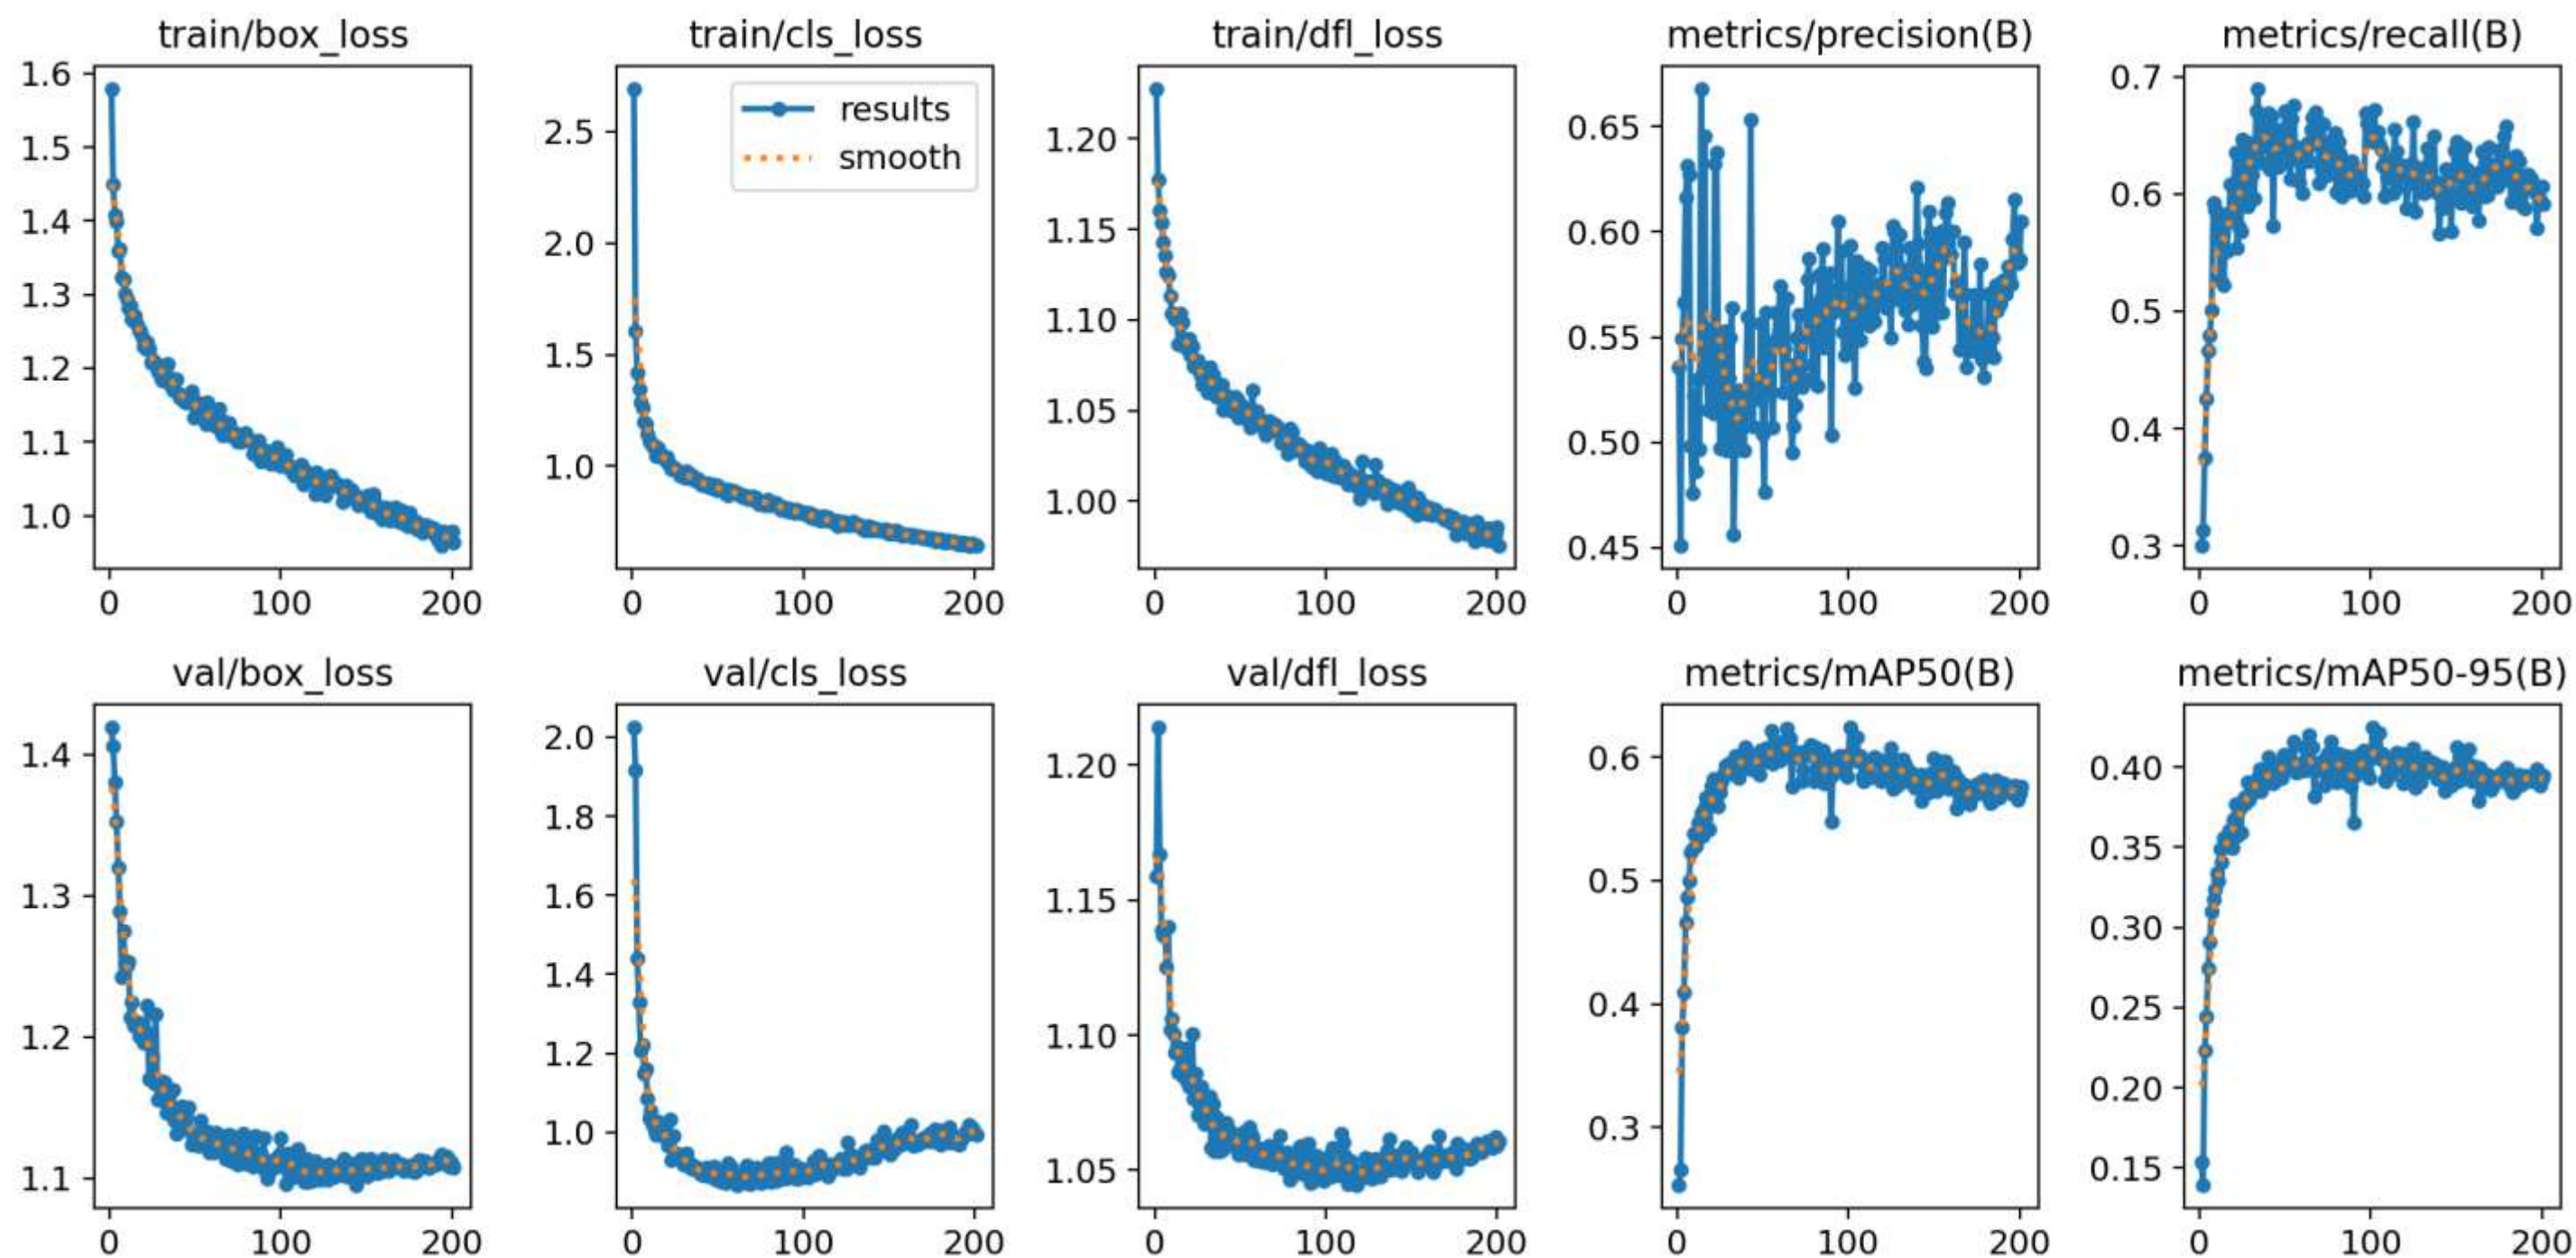 train/box_loss
1.6
1.5
1.4
1.3
1.2
1.1
1.0
0 100 200
train/cls_loss
results
smooth
2.5
2.0
1.5
1.0
0 100 200
train/dfl_loss
1.20
1.15
1.10
1.05
1.00
0 100 200
metrics/precision(B)
0.65
0.60
0.55
0.50
0.45
0 100 200
metrics/recall(B)
0.7
0.6
0.5
0.4
0.3
0 100 200
val/box_loss
1.4
1.3
1.2
1.1
0 100 200
val/cls_loss
2.0
1.8
1.6
1.4
1.2
1.0
0 100 200
val/dfl_loss
1.20
1.15
1.10
1.05
0 100 200
metrics/mAP50(B)
0.6
0.5
0.4
0.3
0 100 200
metrics/mAP50-95(B)
0.40
0.35
0.30
0.25
0.20
0.15
0 100 200